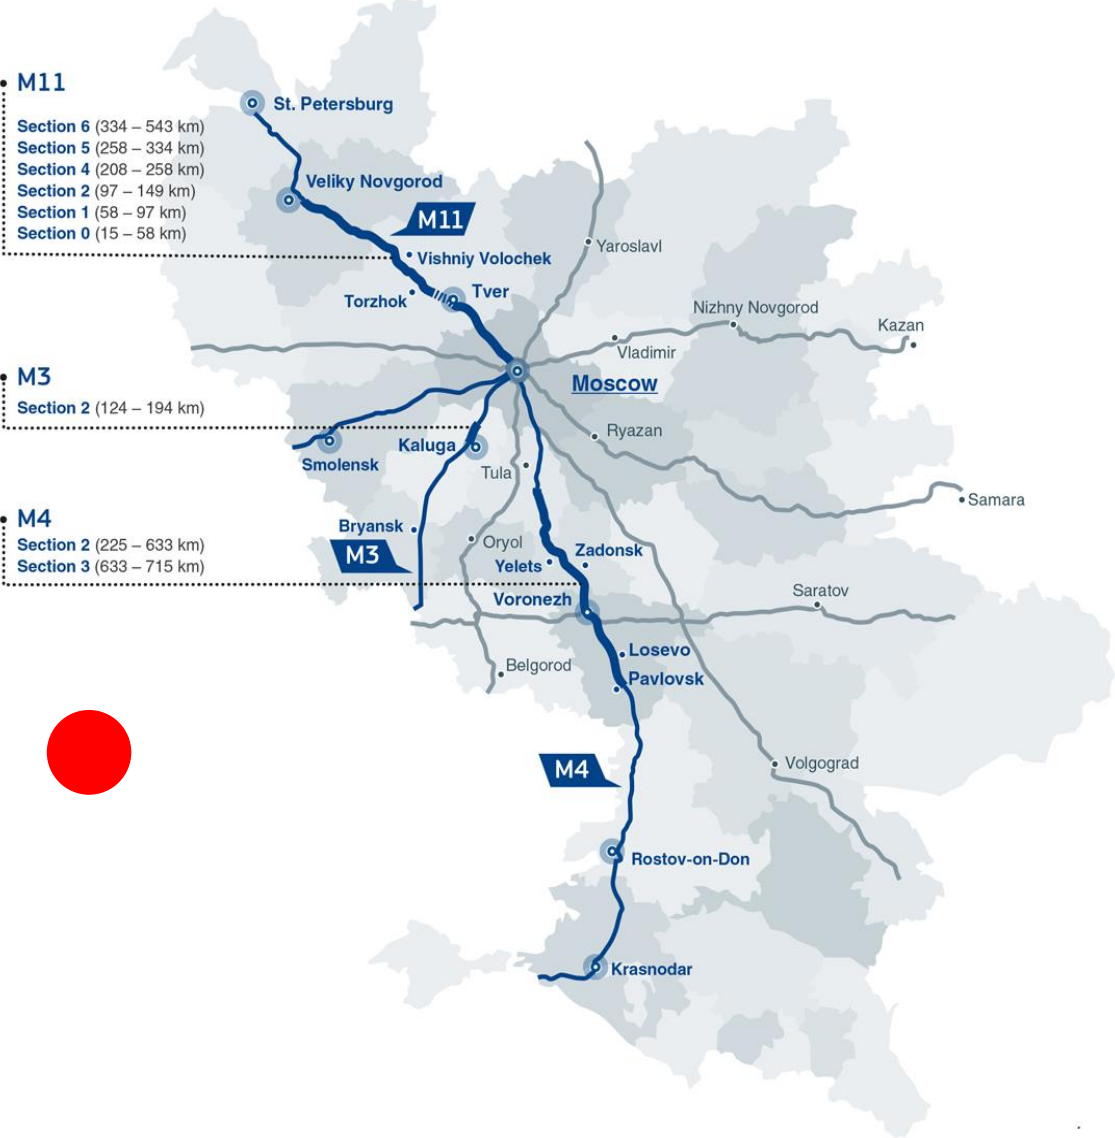 M11
Section 6 (334 – 543 km)
Section 5 (258 – 334 km)
Section 4 (208 – 258 km)
Section 2 (97 – 149 km)
Section 1 (58 – 97 km)
Section 0 (15 – 58 km)
M3
Section 2 (124 – 194 km)
M4
Section 2 (225 – 633 km)
Section 3 (633 – 715 km)
St. Petersburg
Veliky Novgorod
M11
Yaroslavl
Vishniy Volochek
Torzhok
Tver
Nizhny Novgorod
Kazan
Vladimir
Moscow
Ryazan
Kaluga
Smolensk
Tula
Samara
Bryansk
M3
Oryol
Zadonsk
Yelets
Voronezh
Saratov
Losevo
Belgorod
Pavlovsk
M4
Volgograd
Rostov-on-Don
Krasnodar